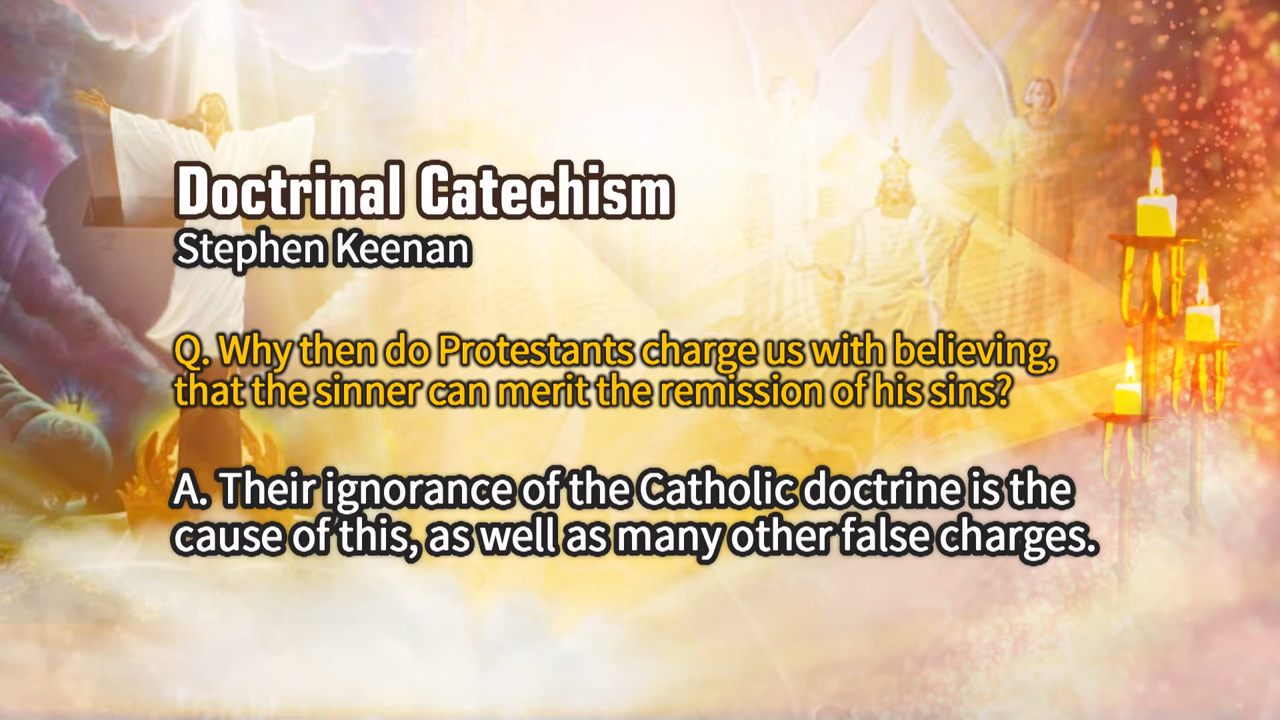 Doctrinal Catechism
Stephen Keenan
Q. Why then do Protestants charge us with believing,
that the sinner can merit the remission of his sins?
A. Their ignorance of the Catholic doctrine is the
cause of this, as well as many other false charges.